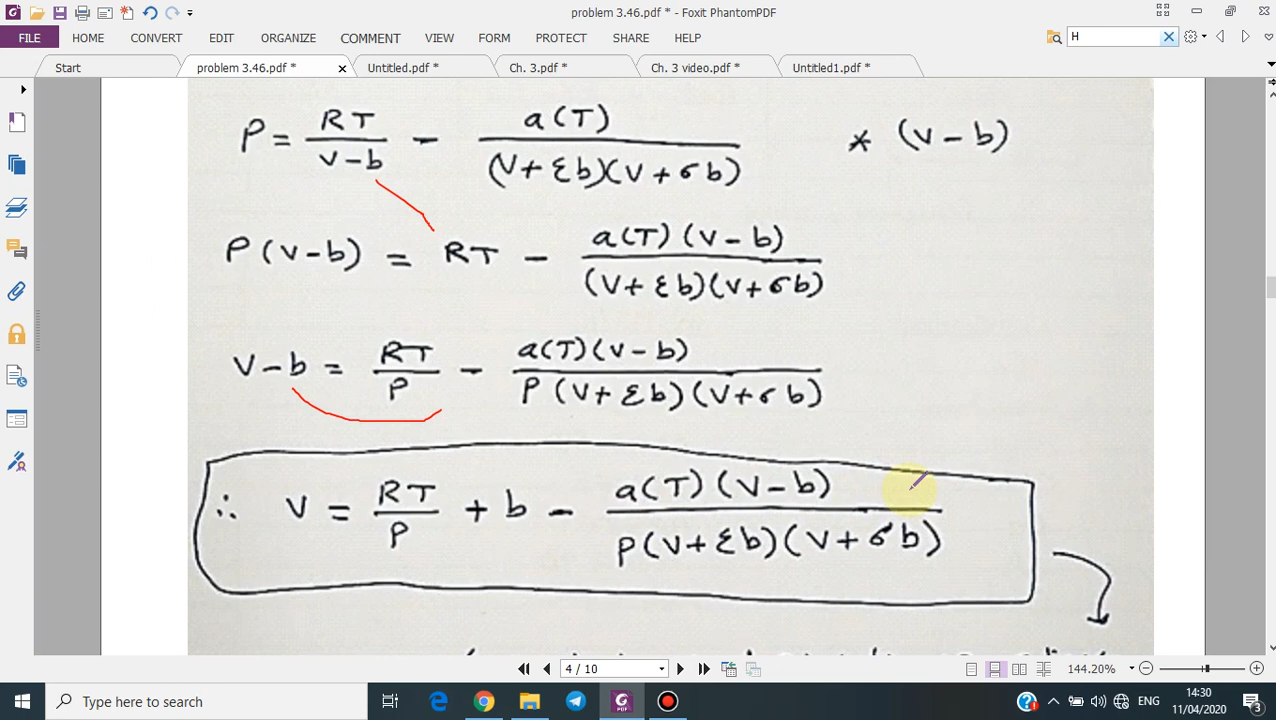 problem 3.46.pdf * - Foxit PhantomPDF
FILE HOME CONVERT EDIT ORGANIZE COMMENT VIEW FORM PROTECT SHARE HELP H
Start problem 3.46.pdf * Untitled.pdf * Ch. 3.pdf * Ch. 3 video.pdf * Untitled1.pdf *
P = RT / (V - b) - a(T) / (V + εb)(V + σb) * (V - b)
P(V - b) = RT - a(T)(V - b) / (V + εb)(V + σb)
V - b = RT / P - a(T)(V - b) / P(V + εb)(V + σb)
∴ V = RT / P + b - a(T)(V - b) / P(V + εb)(V + σb)
4 / 10 144.20%
Type here to search ENG 14:30
11/04/2020 3